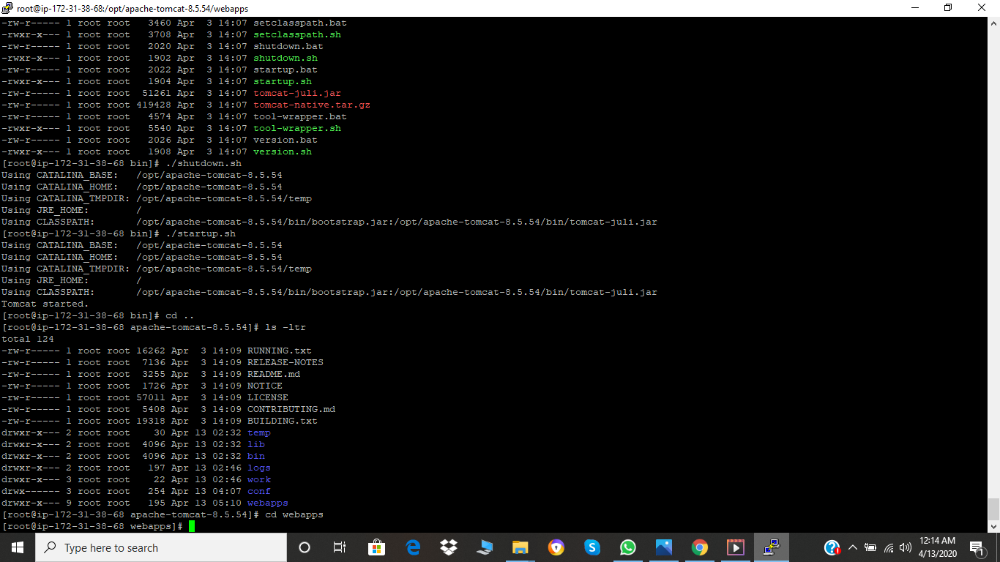 root@ip-172-31-38-68:/opt/apache-tomcat-8.5.54/webapps
-rw-r----- 1 root root   3460 Apr  3 14:07 setclasspath.bat
-rwxr-x--- 1 root root   3708 Apr  3 14:07 setclasspath.sh
-rw-r----- 1 root root   2020 Apr  3 14:07 shutdown.bat
-rwxr-x--- 1 root root   1902 Apr  3 14:07 shutdown.sh
-rw-r----- 1 root root   2022 Apr  3 14:07 startup.bat
-rwxr-x--- 1 root root   1904 Apr  3 14:07 startup.sh
-rw-r----- 1 root root  51261 Apr  3 14:07 tomcat-juli.jar
-rw-r----- 1 root root 419428 Apr  3 14:07 tomcat-native.tar.gz
-rw-r----- 1 root root   4574 Apr  3 14:07 tool-wrapper.bat
-rwxr-x--- 1 root root   5540 Apr  3 14:07 tool-wrapper.sh
-rw-r----- 1 root root   2026 Apr  3 14:07 version.bat
-rwxr-x--- 1 root root   1908 Apr  3 14:07 version.sh
[root@ip-172-31-38-68 bin]# ./shutdown.sh
Using CATALINA_BASE:   /opt/apache-tomcat-8.5.54
Using CATALINA_HOME:   /opt/apache-tomcat-8.5.54
Using CATALINA_TMPDIR: /opt/apache-tomcat-8.5.54/temp
Using JRE_HOME:        /
Using CLASSPATH:       /opt/apache-tomcat-8.5.54/bin/bootstrap.jar:/opt/apache-tomcat-8.5.54/bin/tomcat-juli.jar
[root@ip-172-31-38-68 bin]# ./startup.sh
Using CATALINA_BASE:   /opt/apache-tomcat-8.5.54
Using CATALINA_HOME:   /opt/apache-tomcat-8.5.54
Using CATALINA_TMPDIR: /opt/apache-tomcat-8.5.54/temp
Using JRE_HOME:        /
Using CLASSPATH:       /opt/apache-tomcat-8.5.54/bin/bootstrap.jar:/opt/apache-tomcat-8.5.54/bin/tomcat-juli.jar
Tomcat started.
[root@ip-172-31-38-68 bin]# cd ..
[root@ip-172-31-38-68 apache-tomcat-8.5.54]# ls -ltr
total 124
-rw-r----- 1 root root 16262 Apr  3 14:09 RUNNING.txt
-rw-r----- 1 root root  7136 Apr  3 14:09 RELEASE-NOTES
-rw-r----- 1 root root  3255 Apr  3 14:09 README.md
-rw-r----- 1 root root  1726 Apr  3 14:09 NOTICE
-rw-r----- 1 root root 57011 Apr  3 14:09 LICENSE
-rw-r----- 1 root root  5408 Apr  3 14:09 CONTRIBUTING.md
-rw-r----- 1 root root 19318 Apr  3 14:09 BUILDING.txt
drwxr-x--- 2 root root    30 Apr 13 02:32 temp
drwxr-x--- 2 root root  4096 Apr 13 02:32 lib
drwxr-x--- 2 root root  4096 Apr 13 02:32 bin
drwxr-x--- 2 root root   197 Apr 13 02:46 logs
drwxr-x--- 3 root root    22 Apr 13 02:46 work
drwx------ 3 root root   254 Apr 13 04:07 conf
drwxr-x--- 9 root root   195 Apr 13 05:10 webapps
[root@ip-172-31-38-68 apache-tomcat-8.5.54]# cd webapps
[root@ip-172-31-38-68 webapps]#
Type here to search
12:14 AM
4/13/2020
1